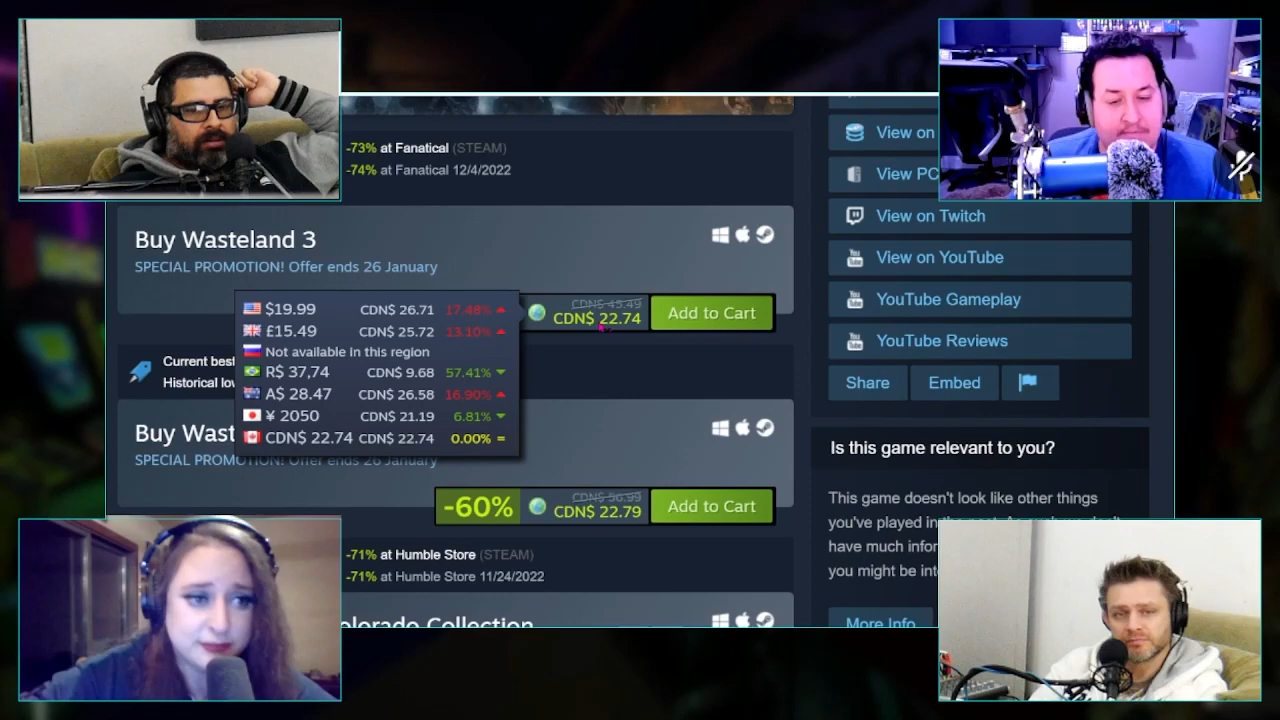 -73% at Fanatical (STEAM)
-74% at Fanatical 12/4/2022
Buy Wasteland 3
SPECIAL PROMOTION! Offer ends 26 January
$19.99 CDN$ 26.71 17.48%
£15.49 CDN$ 25.72 13.10%
Not available in this region
R$ 37,74 CDN$ 9.68 57.41%
A$ 28.47 CDN$ 26.58 16.90%
¥ 2050 CDN$ 21.19 6.81%
CDN$ 22.74 CDN$ 22.74 0.00% =
CDN$ 45.49
CDN$ 22.74
Add to Cart
Current best
Historical low
Buy Wast
SPECIAL PROMOTION! Offer ends 26 January
-60%
CDN$ 56.99
CDN$ 22.79
Add to Cart
-71% at Humble Store (STEAM)
-71% at Humble Store 11/24/2022
olorado Collection
View on
View PC
View on Twitch
You Tube
View on YouTube
You Tube
YouTube Gameplay
You Tube
YouTube Reviews
Share
Embed
Is this game relevant to you?
This game doesn't look like other things
you've played in the
have much infor
you might be int
More Info